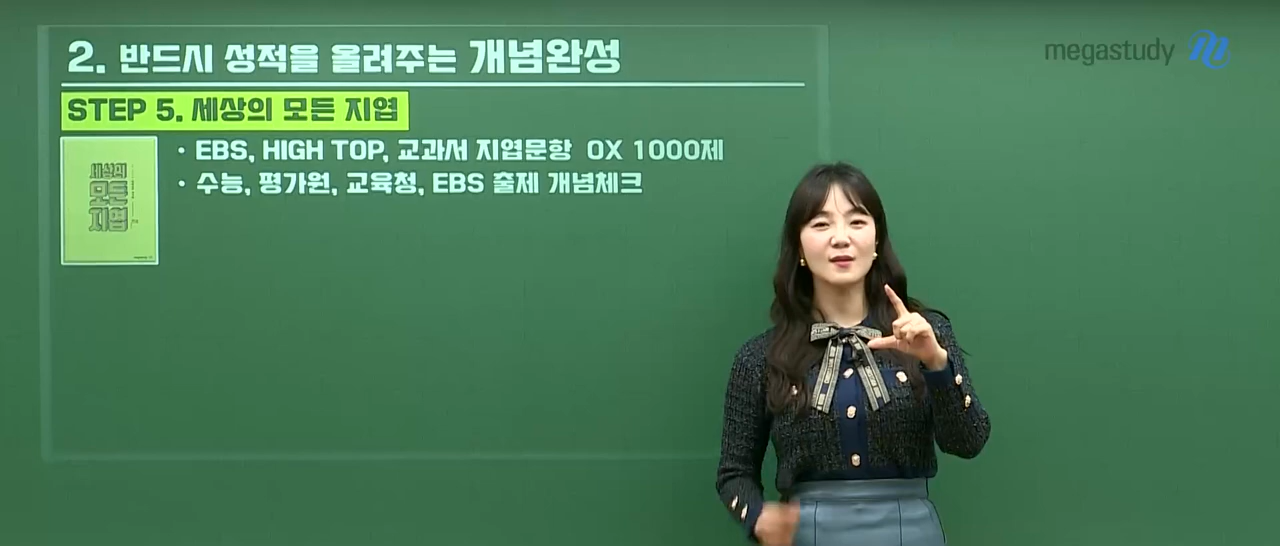 2. 반드시 성적을 올려주는 개념완성
megastudy
STEP 5. 세상의 모든 지엽
• EBS, HIGH TOP, 교과서 지엽문항 OX 1000제
• 수능, 평가원, 교육청, EBS 출제 개념체크
세상의
모든
지엽